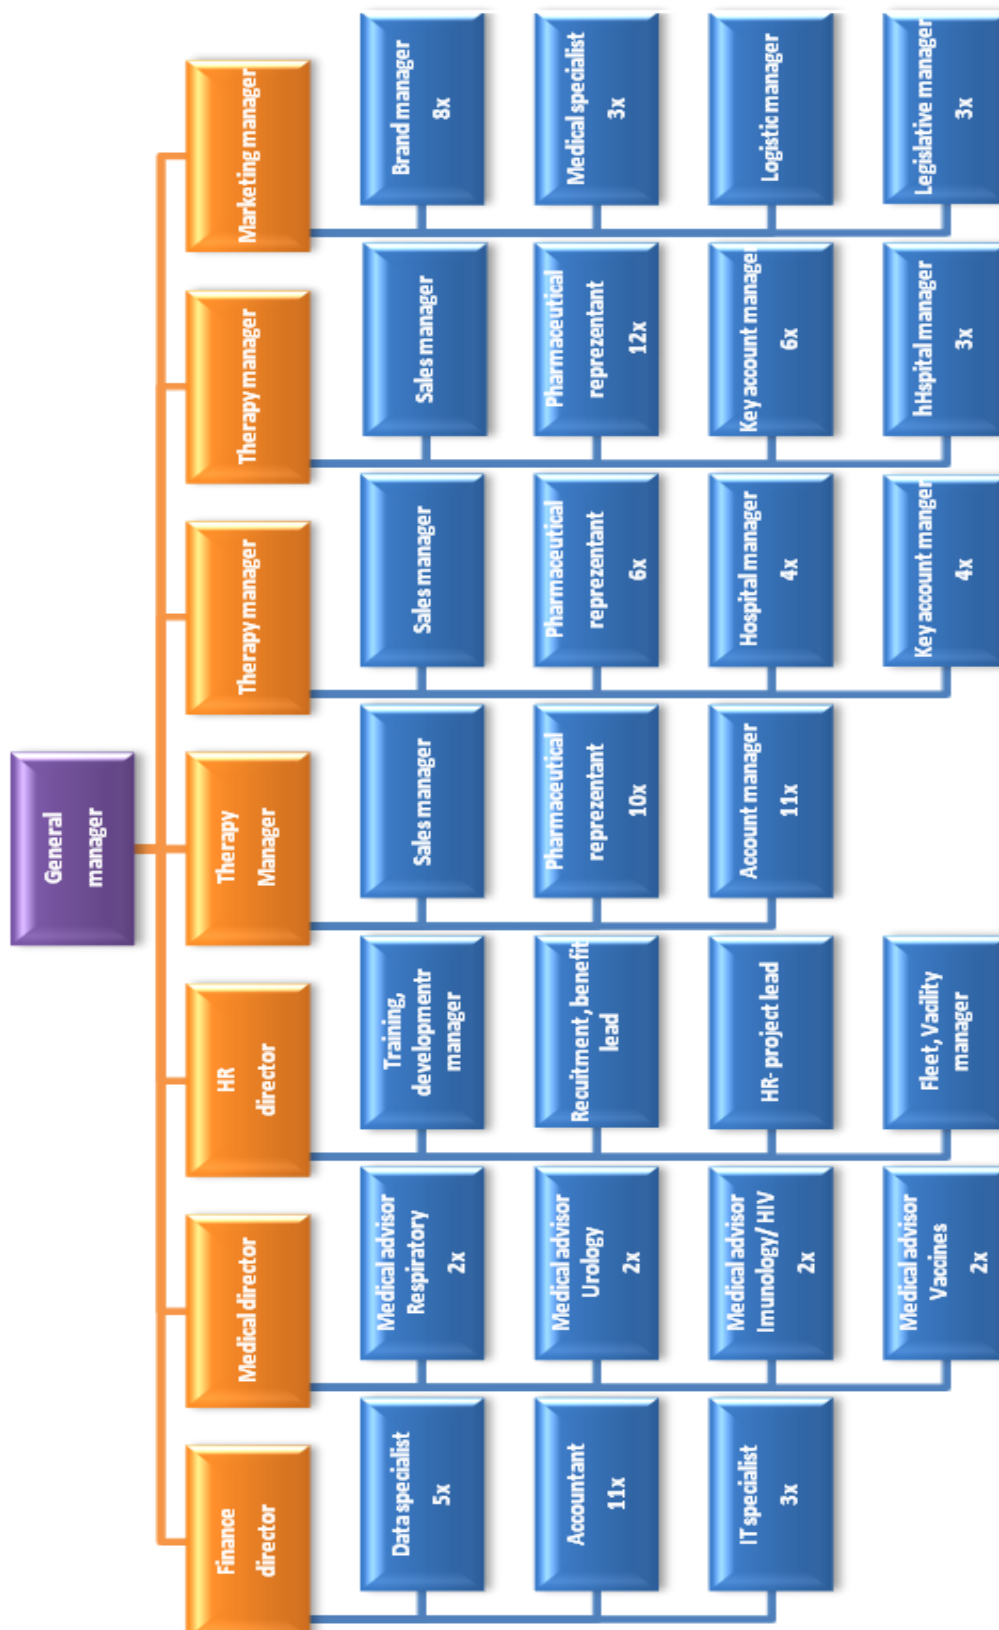 General
manager
Finance
director
Medical director
HR
director
Therapy
Manager
Therapy manager
Therapy manager
Marketing manager
Data specialist
5x
Accountant
11x
IT specialist
3x
Medical advisor
Respiratory
2x
Medical advisor
Urology
2x
Medical advisor
Imunology/ HIV
2x
Medical advisor
Vaccines
2x
Training,
developmentr
manager
Recruitment, benefit
lead
HR- project lead
Fleet, Vacility
manager
Sales manager
Pharmaceutical
reprezentant
10x
Account manager
11x
Sales manager
Pharmaceutical
reprezentant
6x
Hospital manager
4x
Key account manger
4x
Sales manager
Pharmaceutical
reprezentant
12x
Key account manager
6x
hHspital manager
3x
Brand manager
8x
Medical specialist
3x
Logistic manager
Legislative manager
3x